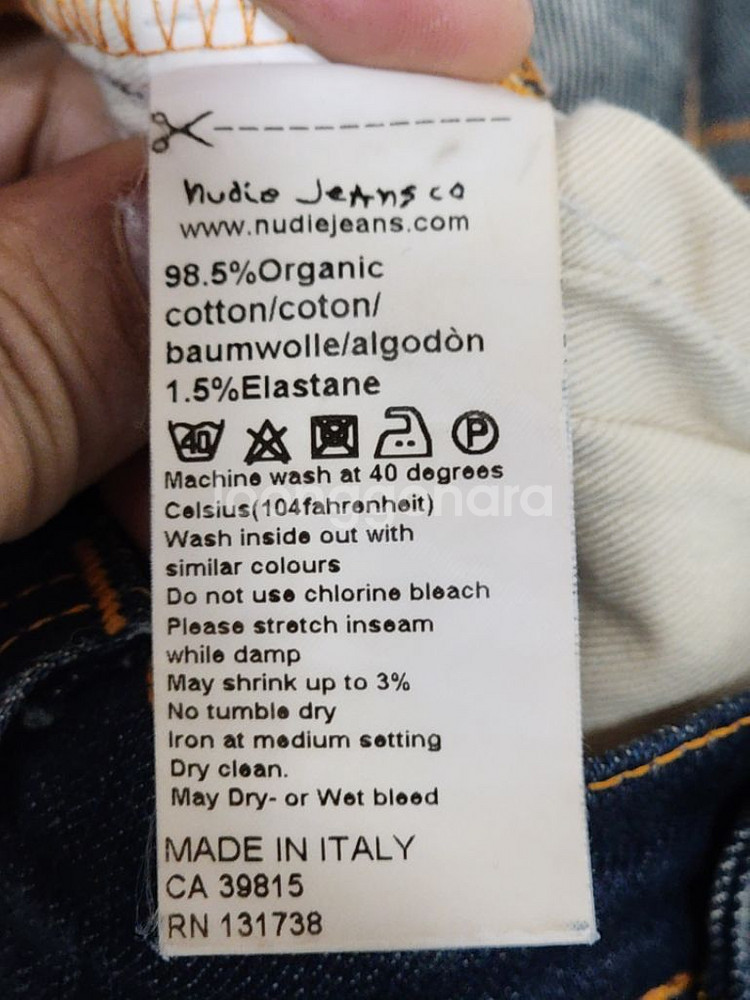 nudie Jeans co
www.nudiejeans.com
98.5%Organic
cotton/coton/
baumwolle/algodòn
1.5%Elastane
40 P
Machine wash at 40 degrees
Celsius(104fahrenheit)
Wash inside out with
similar colours
Do not use chlorine bleach
Please stretch inseam
while damp
May shrink up to 3%
No tumble dry
Iron at medium setting
Dry clean.
May Dry- or Wet bleed
MADE IN ITALY
CA 39815
RN 131738